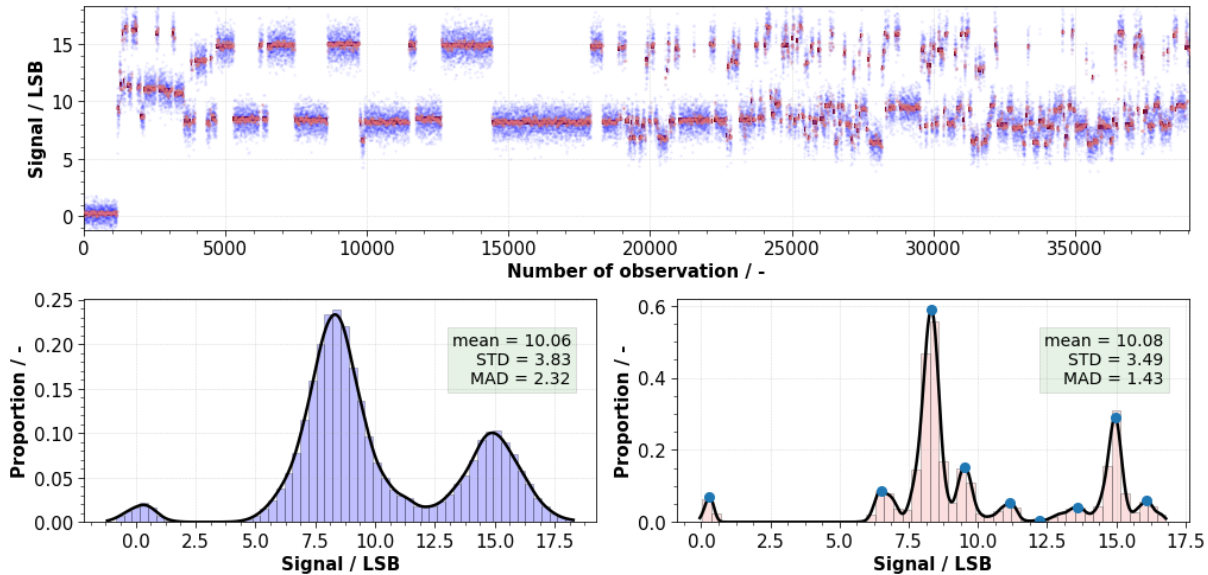 15
10
5
0
Signal / LSB
0 5000 10000 15000 20000 25000 30000 35000
Number of observation / -
0.25
0.20
0.15
0.10
0.05
0.00
Proportion / -
mean = 10.06
STD = 3.83
MAD = 2.32
0.0 2.5 5.0 7.5 10.0 12.5 15.0 17.5
Signal / LSB
0.6
0.4
0.2
0.0
Proportion / -
mean = 10.08
STD = 3.49
MAD = 1.43
0.0 2.5 5.0 7.5 10.0 12.5 15.0 17.5
Signal / LSB